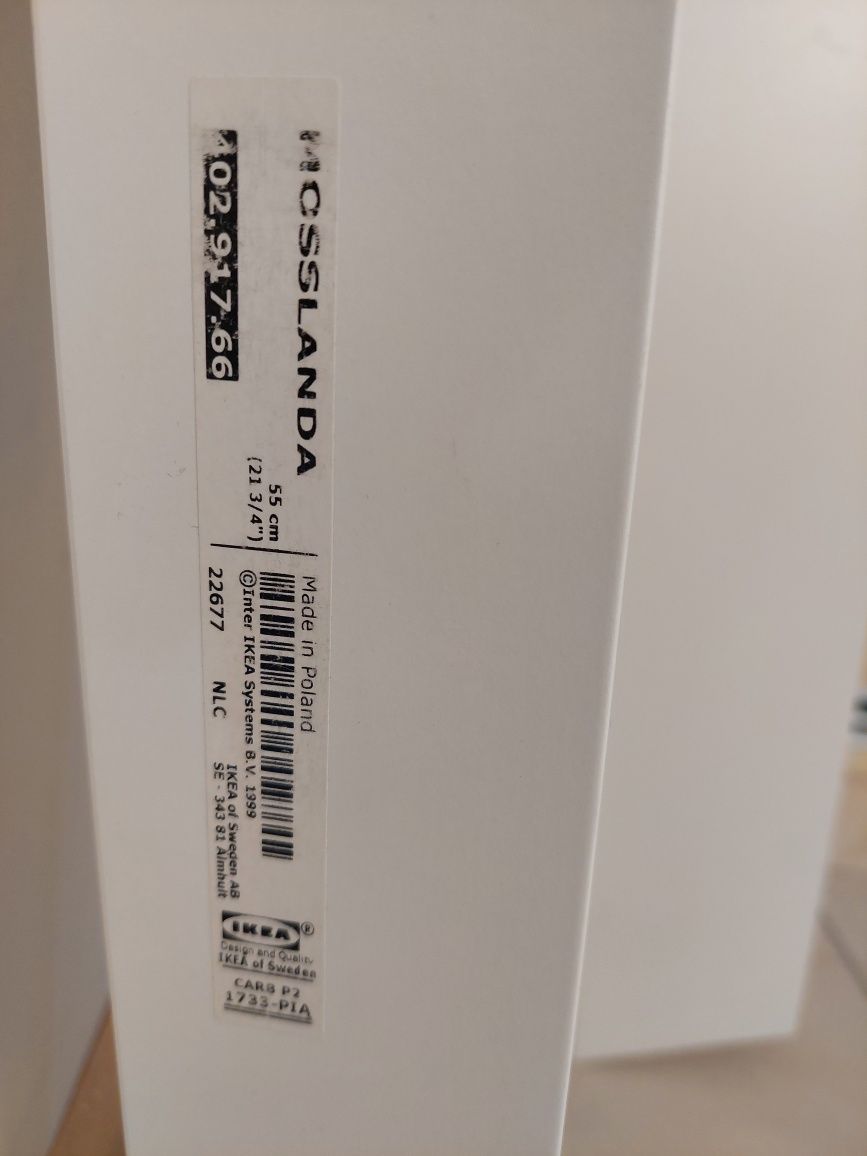 MOSSLANDA
55 cm
(21 3/4")
402.917.66
Made in Poland
©Inter IKEA Systems B.V. 1999
22677 NLC
IKEA of Sweden AB
SE - 343 81 Älmhult
IKEA ®
Design and Quality
IKEA of Sweden
CARB P2
1733-PIA